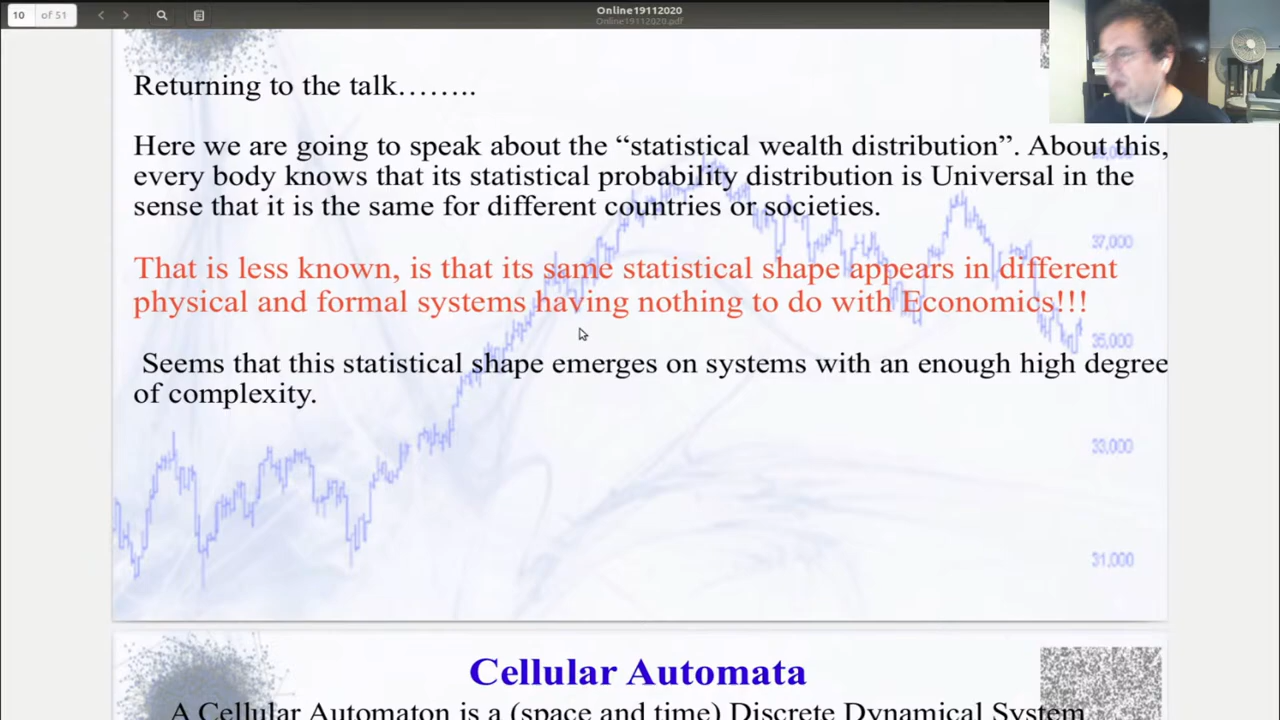 10 of 51
Online19112020
Online19112020.pdf
Returning to the talk……..
Here we are going to speak about the “statistical wealth distribution”. About this,
every body knows that its statistical probability distribution is Universal in the
sense that it is the same for different countries or societies.
37,000
That is less known, is that its same statistical shape appears in different
physical and formal systems having nothing to do with Economics!!!
35,000
Seems that this statistical shape emerges on systems with an enough high degree
of complexity.
33,000
31,000
Cellular Automata
A Cellular Automaton is a (space and time) Discrete Dynamical System